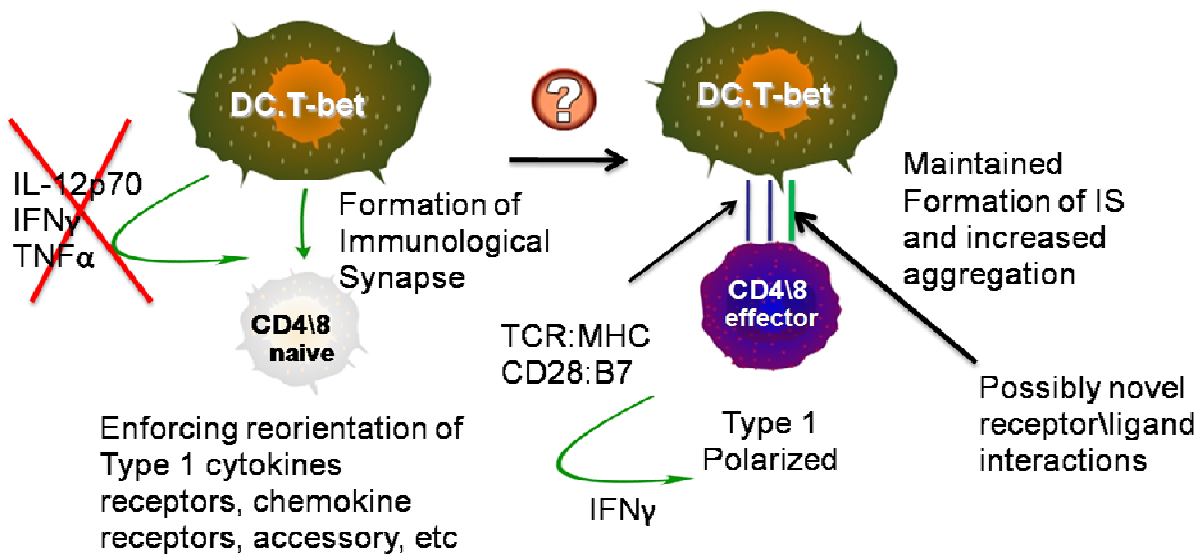 DC.T-bet
?
DC.T-bet
IL-12p70
IFNγ
TNFα
Formation of
Immunological
Synapse
Maintained
Formation of IS
and increased
aggregation
CD4\8
naive
CD4\8
effector
TCR:MHC
CD28:B7
Possibly novel
receptor\ligand
interactions
Enforcing reorientation of
Type 1 cytokines
receptors, chemokine
receptors, accessory, etc
Type 1
Polarized
IFNγ